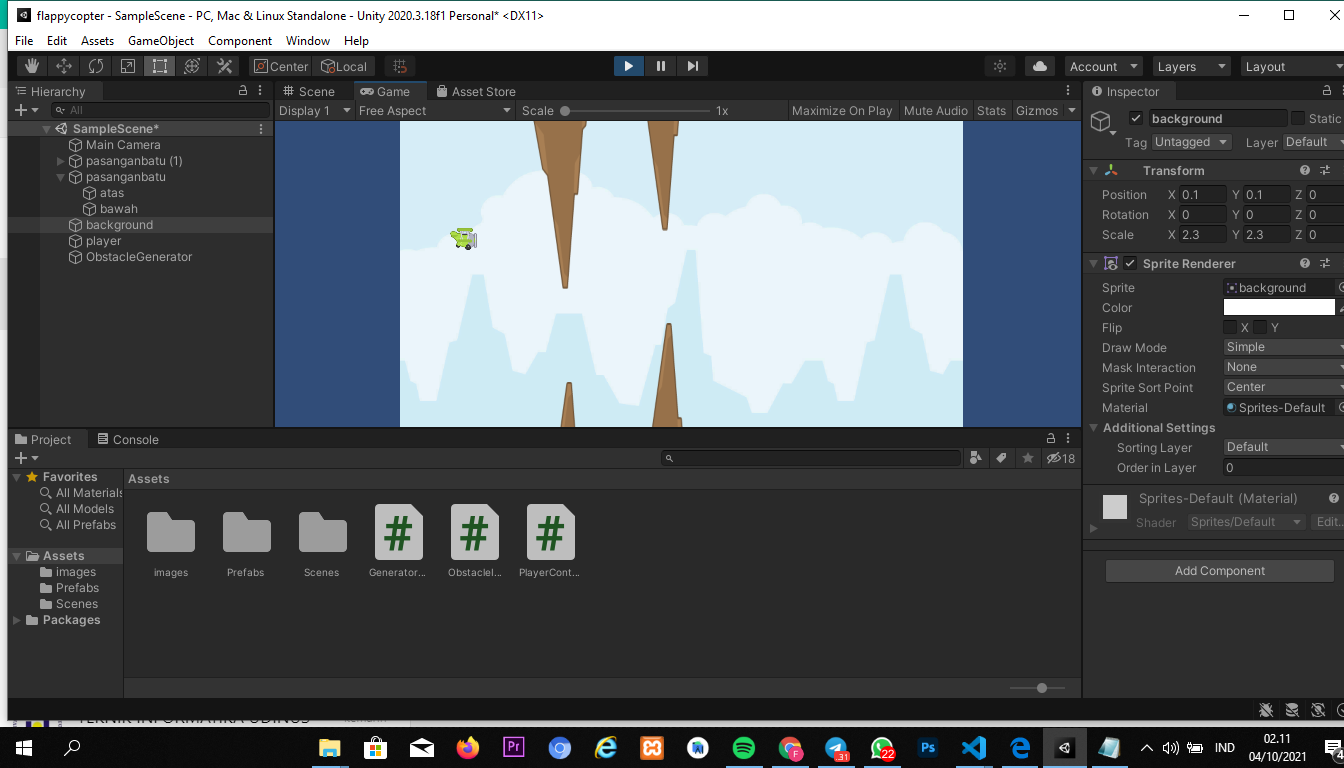 flappycopter - SampleScene - PC, Mac & Linux Standalone - Unity 2020.3.18f1 Personal* <DX11>
File Edit Assets GameObject Component Window Help
Center Local Account Layers Layout
Hierarchy
All
SampleScene*
Main Camera
pasanganbatu (1)
pasanganbatu
atas
bawah
background
player
ObstacleGenerator
Scene Game Asset Store
Display 1 Free Aspect Scale 1x Maximize On Play Mute Audio Stats Gizmos
Inspector
background Static
Tag Untagged Layer Default
Transform
Position X 0.1 Y 0.1 Z 0
Rotation X 0 Y 0 Z 0
Scale X 2.3 Y 2.3 Z 0
Sprite Renderer
Sprite background
Color
Flip X Y
Draw Mode Simple
Mask Interaction None
Sprite Sort Point Center
Material Sprites-Default
Additional Settings
Sorting Layer Default
Order in Layer 0
Sprites-Default (Material)
Shader Sprites/Default Edit...
Add Component
Project Console
18
Favorites
All Materials
All Models
All Prefabs
Assets
images
Prefabs
Scenes
Packages
Assets
images Prefabs Scenes Generator... ObstacleI... PlayerCont...
TEKNIK INFORMATIKA UDINUS
Pr
31
F
22
Ps
IND
02.11
04/10/2021
4